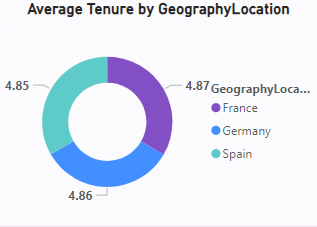 Average Tenure by GeographyLocation
4.85
4.87
GeographyLoca...
France
Germany
Spain
4.86